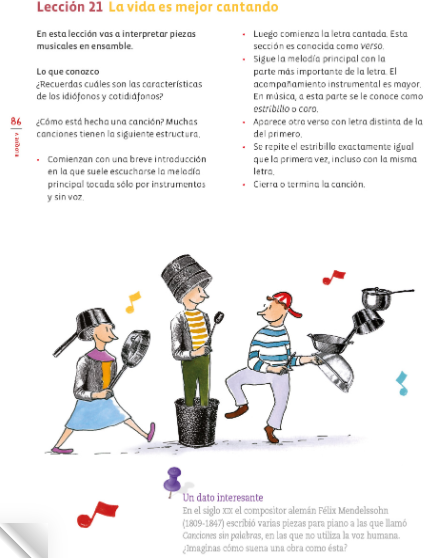 Lección 21 La vida es mejor cantando
En esta lección vas a interpretar piezas
musicales en ensamble.
Lo que conozco
¿Recuerdas cuáles son las características
de los idiófonos y cotidiáfonos?
86
¿Cómo está hecha una canción? Muchas
canciones tienen la siguiente estructura.
• Comienzan con una breve introducción
en la que suele escucharse la melodía
principal tocada sólo por instrumentos
y sin voz.
• Luego comienza la letra cantada. Esta
sección es conocida como verso.
• Sigue la melodía principal con la
parte más importante de la letra. El
acompañamiento instrumental es mayor.
En música, a esta parte se le conoce como
estribillo o coro.
• Aparece otro verso con letra distinta de la
del primero.
• Se repite el estribillo exactamente igual
que la primera vez, incluso con la misma
letra.
• Cierra o termina la canción.
Un dato interesante
En el siglo XIX el compositor alemán Félix Mendelssohn
(1809-1847) escribió varias piezas para piano a las que llamó
Canciones sin palabras, en las que no utiliza la voz humana.
¿Imaginas cómo suena una obra como ésta?